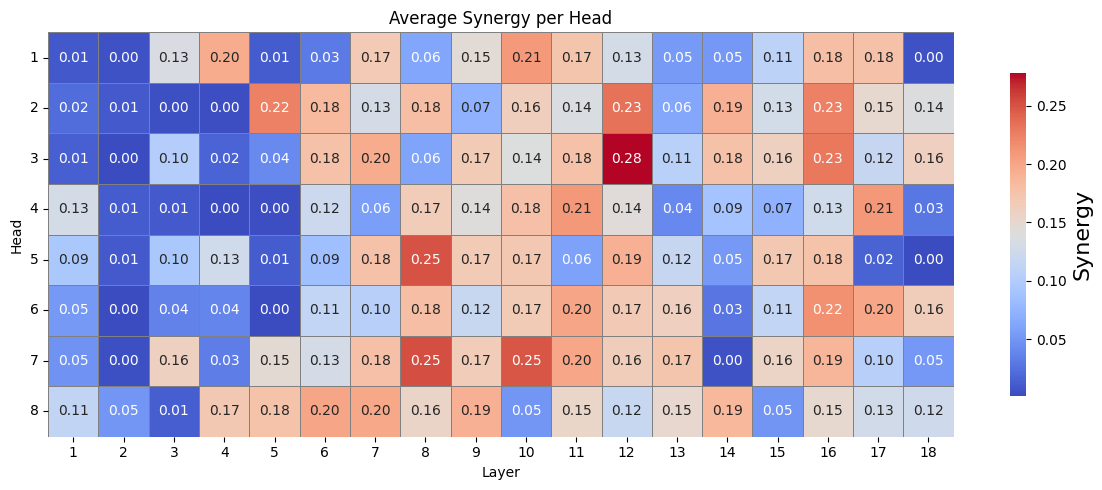 Average Synergy per Head
1 0.01 0.00 0.13 0.20 0.01 0.03 0.17 0.06 0.15 0.21 0.17 0.13 0.05 0.05 0.11 0.18 0.18 0.00
2 0.02 0.01 0.00 0.00 0.22 0.18 0.13 0.18 0.07 0.16 0.14 0.23 0.06 0.19 0.13 0.23 0.15 0.14
3 0.01 0.00 0.10 0.02 0.04 0.18 0.20 0.06 0.17 0.14 0.18 0.28 0.11 0.18 0.16 0.23 0.12 0.16
4 0.13 0.01 0.01 0.00 0.00 0.12 0.06 0.17 0.14 0.18 0.21 0.14 0.04 0.09 0.07 0.13 0.21 0.03
5 0.09 0.01 0.10 0.13 0.01 0.09 0.18 0.25 0.17 0.17 0.06 0.19 0.12 0.05 0.17 0.18 0.02 0.00
6 0.05 0.00 0.04 0.04 0.00 0.11 0.10 0.18 0.12 0.17 0.20 0.17 0.16 0.03 0.11 0.22 0.20 0.16
7 0.05 0.00 0.16 0.03 0.15 0.13 0.18 0.25 0.17 0.25 0.20 0.16 0.17 0.00 0.16 0.19 0.10 0.05
8 0.11 0.05 0.01 0.17 0.18 0.20 0.20 0.16 0.19 0.05 0.15 0.12 0.15 0.19 0.05 0.15 0.13 0.12
1 2 3 4 5 6 7 8 9 10 11 12 13 14 15 16 17 18
Layer
Head
0.25
0.20
0.15
0.10
0.05
Synergy